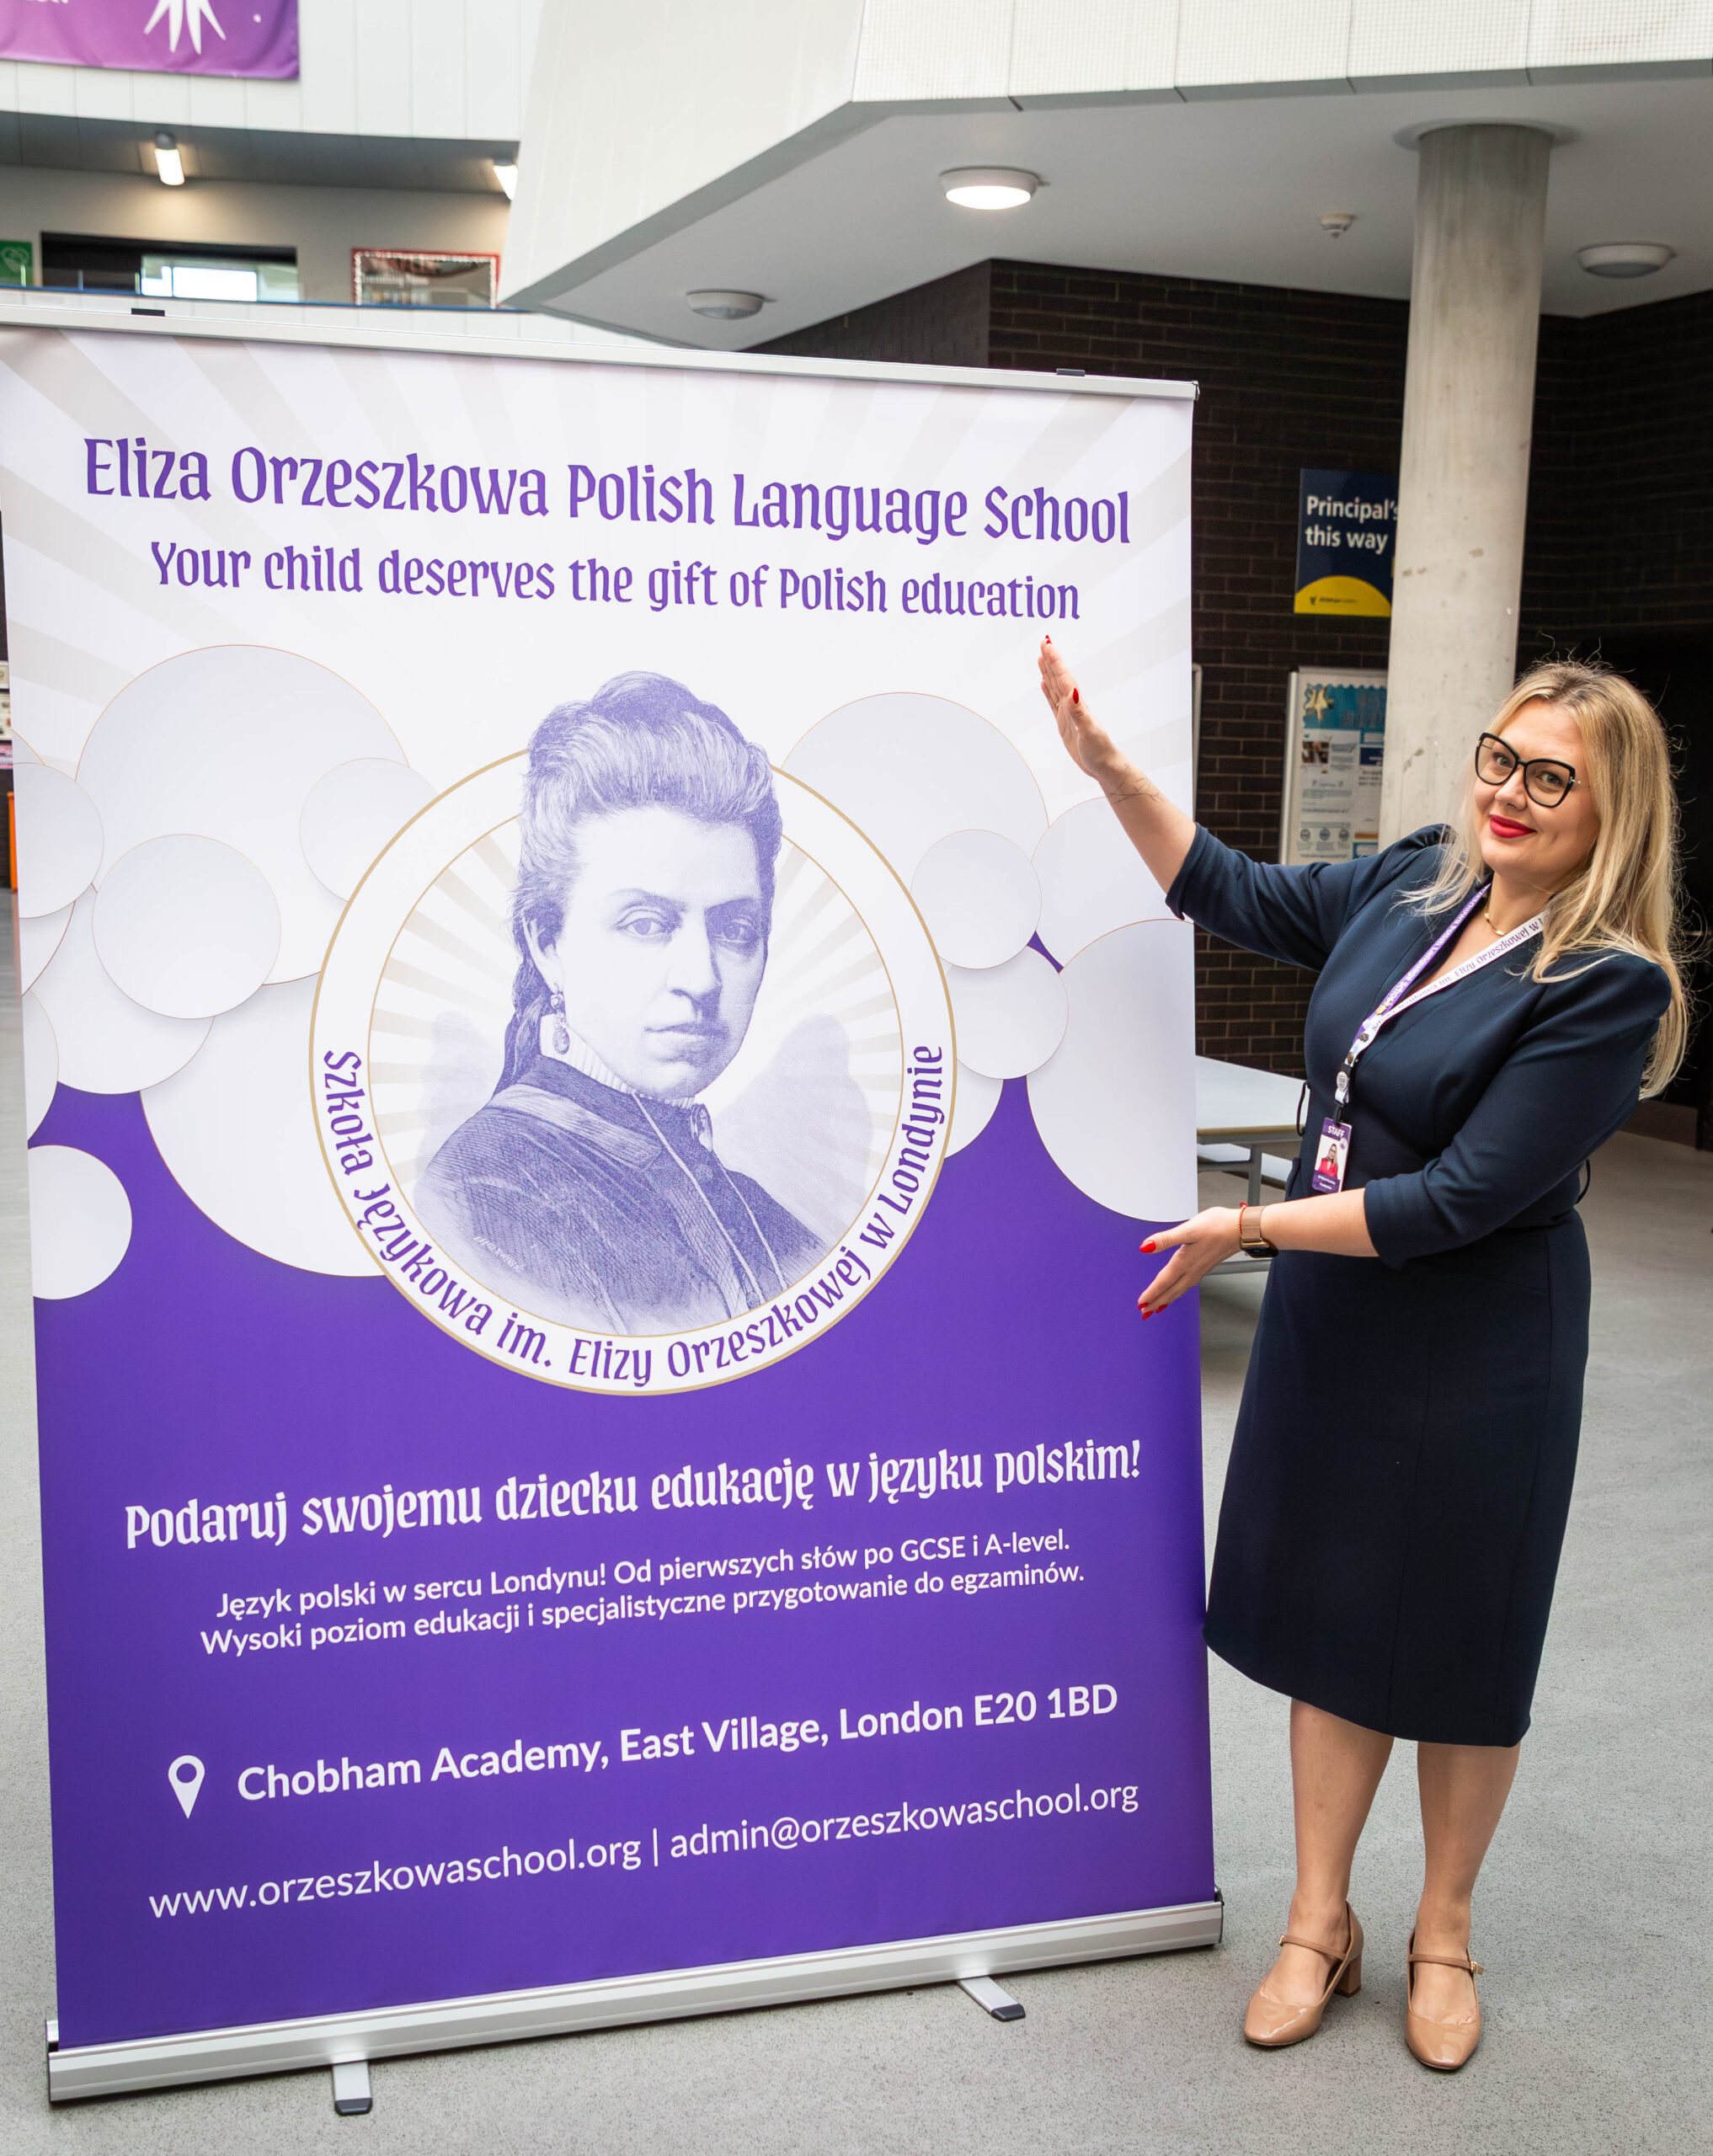 Eliza Orzeszkowa Polish Language School
Your child deserves the gift of Polish education
Szkoła Językowa im. Elizy Orzeszkowej w Londynie
Podaruj swojemu dziecku edukację w języku polskim!
Język polski w sercu Londynu! Od pierwszych słów po GCSE i A-level.
Wysoki poziom edukacji i specjalistyczne przygotowanie do egzaminów.
Chobham Academy, East Village, London E20 1BD
www.orzeszkowaschool.org | admin@orzeszkowaschool.org
Principal's
this way
im. Elizy Orzeszkowej w
STAFF